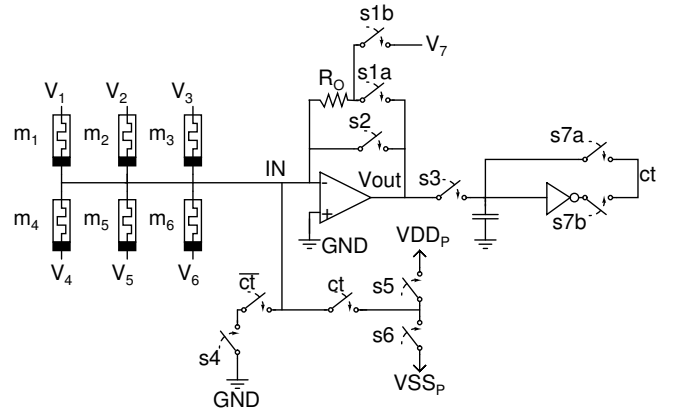 s1b
V7
RO
s1a
V1 V2 V3
m1 m2 m3
s2
s7a
IN
-
Vout
s3
ct
+
m4 m5 m6
s7b
GND
VDDP
V4 V5 V6
ct
ct
s5
s6
s4
GND
VSSP